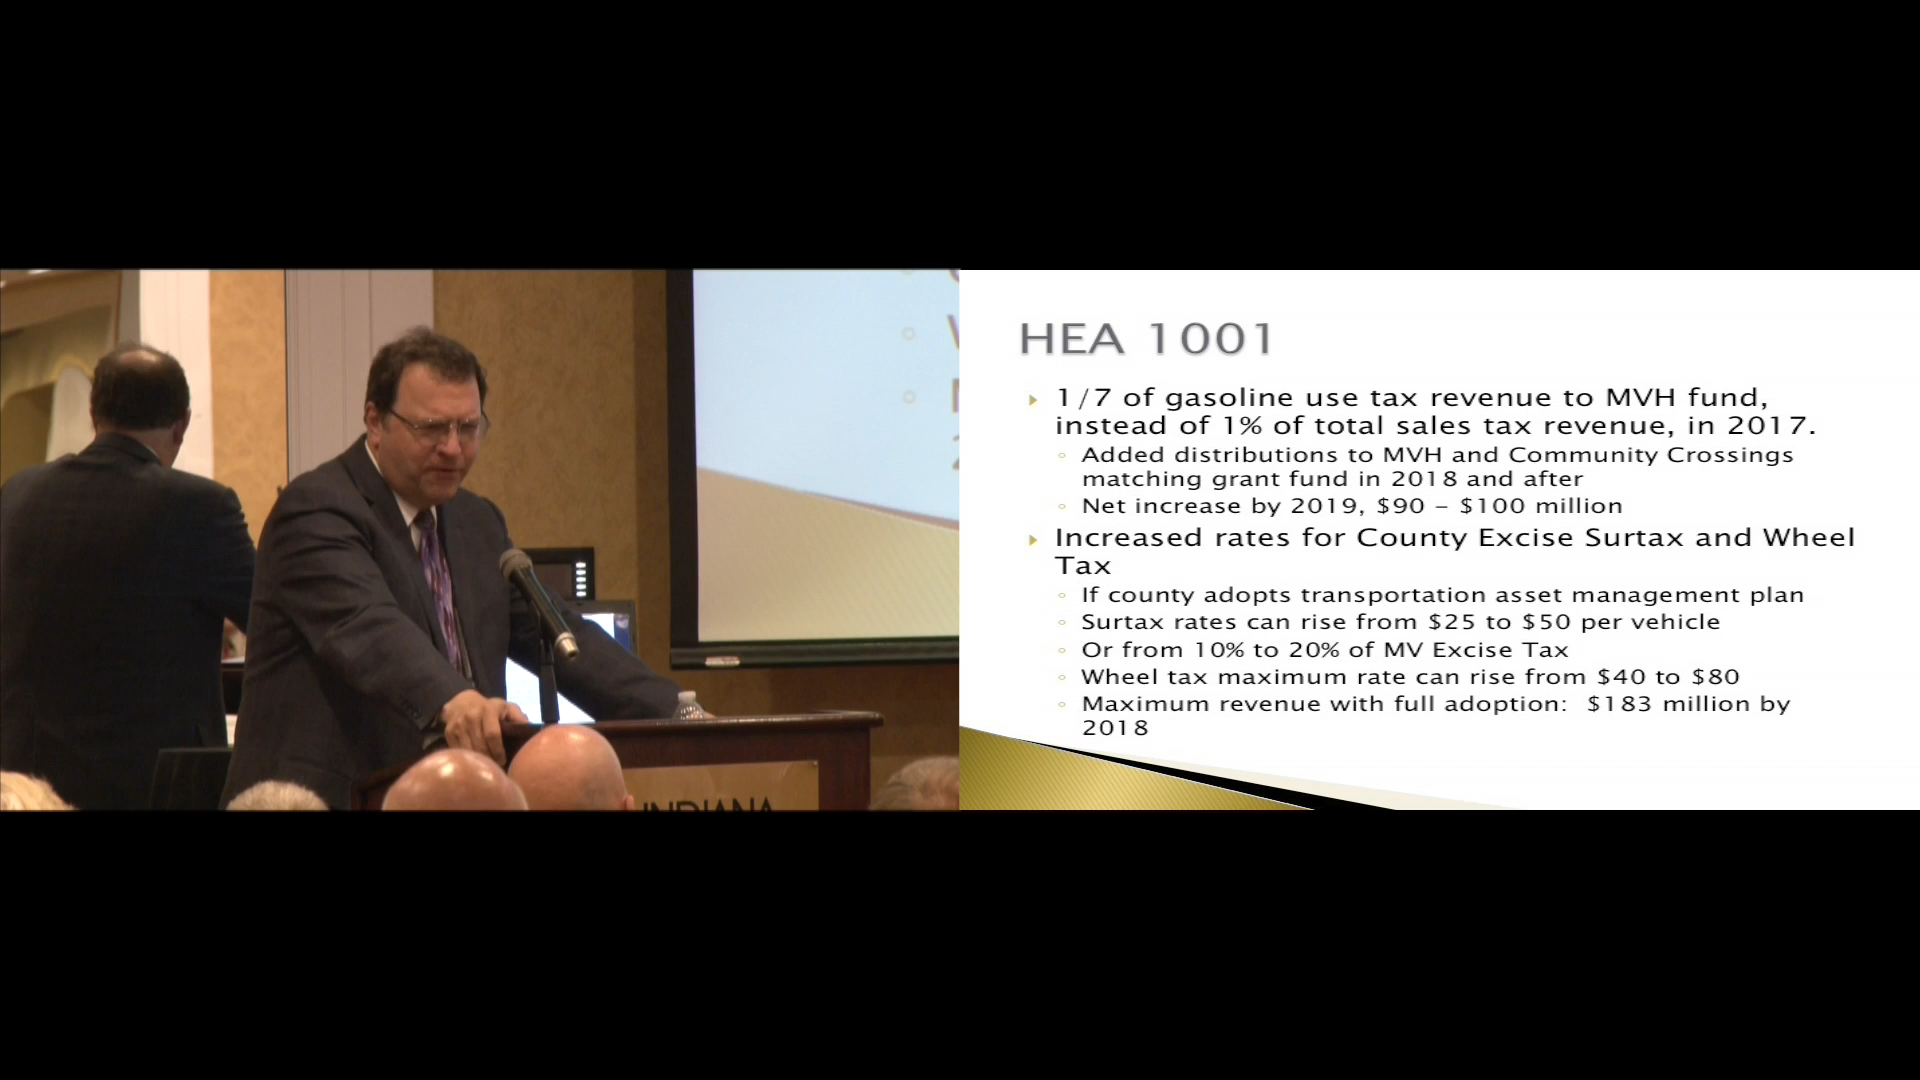 HEA 1001
1/7 of gasoline use tax revenue to MVH fund,
instead of 1% of total sales tax revenue, in 2017.
Added distributions to MVH and Community Crossings
matching grant fund in 2018 and after
Net increase by 2019, $90 – $100 million
Increased rates for County Excise Surtax and Wheel
Tax
If county adopts transportation asset management plan
Surtax rates can rise from $25 to $50 per vehicle
Or from 10% to 20% of MV Excise Tax
Wheel tax maximum rate can rise from $40 to $80
Maximum revenue with full adoption: $183 million by
2018
INDIANA